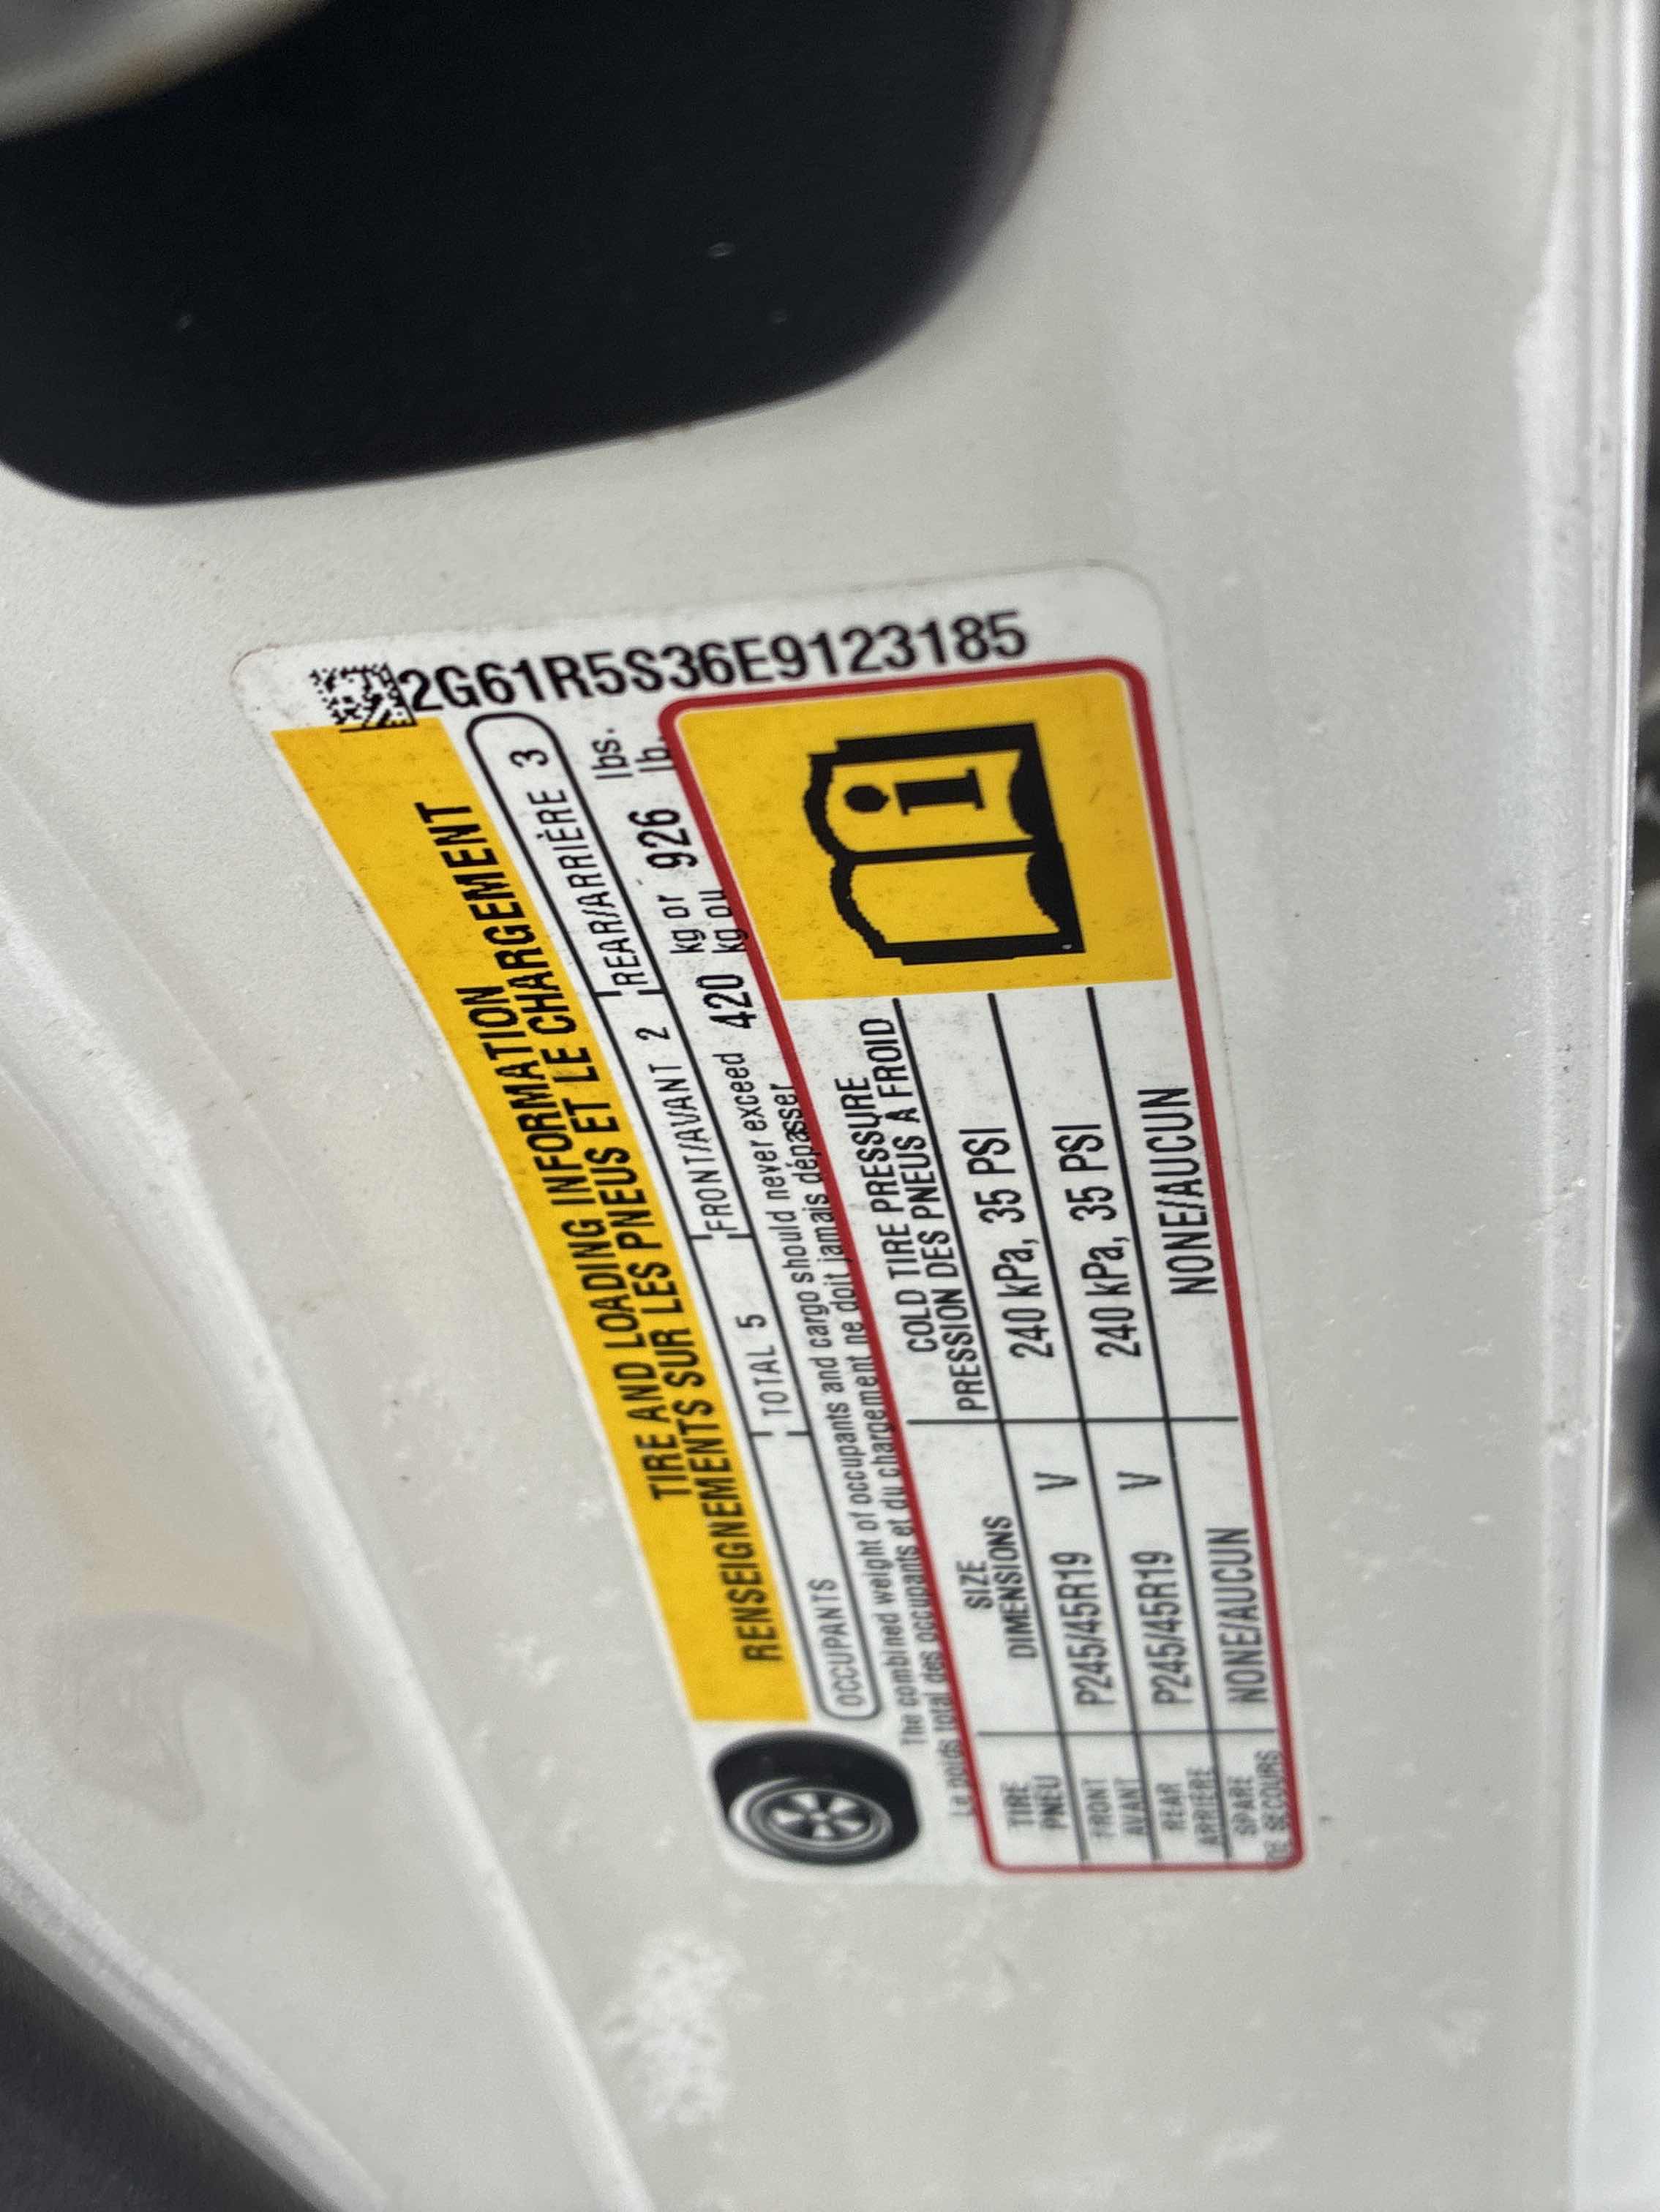 2G61R5S36E9123185
TIRE AND LOADING INFORMATION
RENSEIGNEMENTS SUR LES PNEUS ET LE CHARGEMENT
OCCUPANTS TOTAL 5 FRONT/AVANT 2 REAR/ARRIÈRE 3
The combined weight of occupants and cargo should never exceed 420 kg or 926 lbs.
Le poids total des occupants et du chargement ne doit jamais dépasser kg ou lb.
TIRE SIZE COLD TIRE PRESSURE
PNEU DIMENSIONS PRESSION DES PNEUS À FROID
FRONT
AVANT P245/45R19 V 240 kPa, 35 PSI
REAR
ARRIÈRE P245/45R19 V 240 kPa, 35 PSI
SPARE
DE SECOURS NONE/AUCUN NONE/AUCUN
i